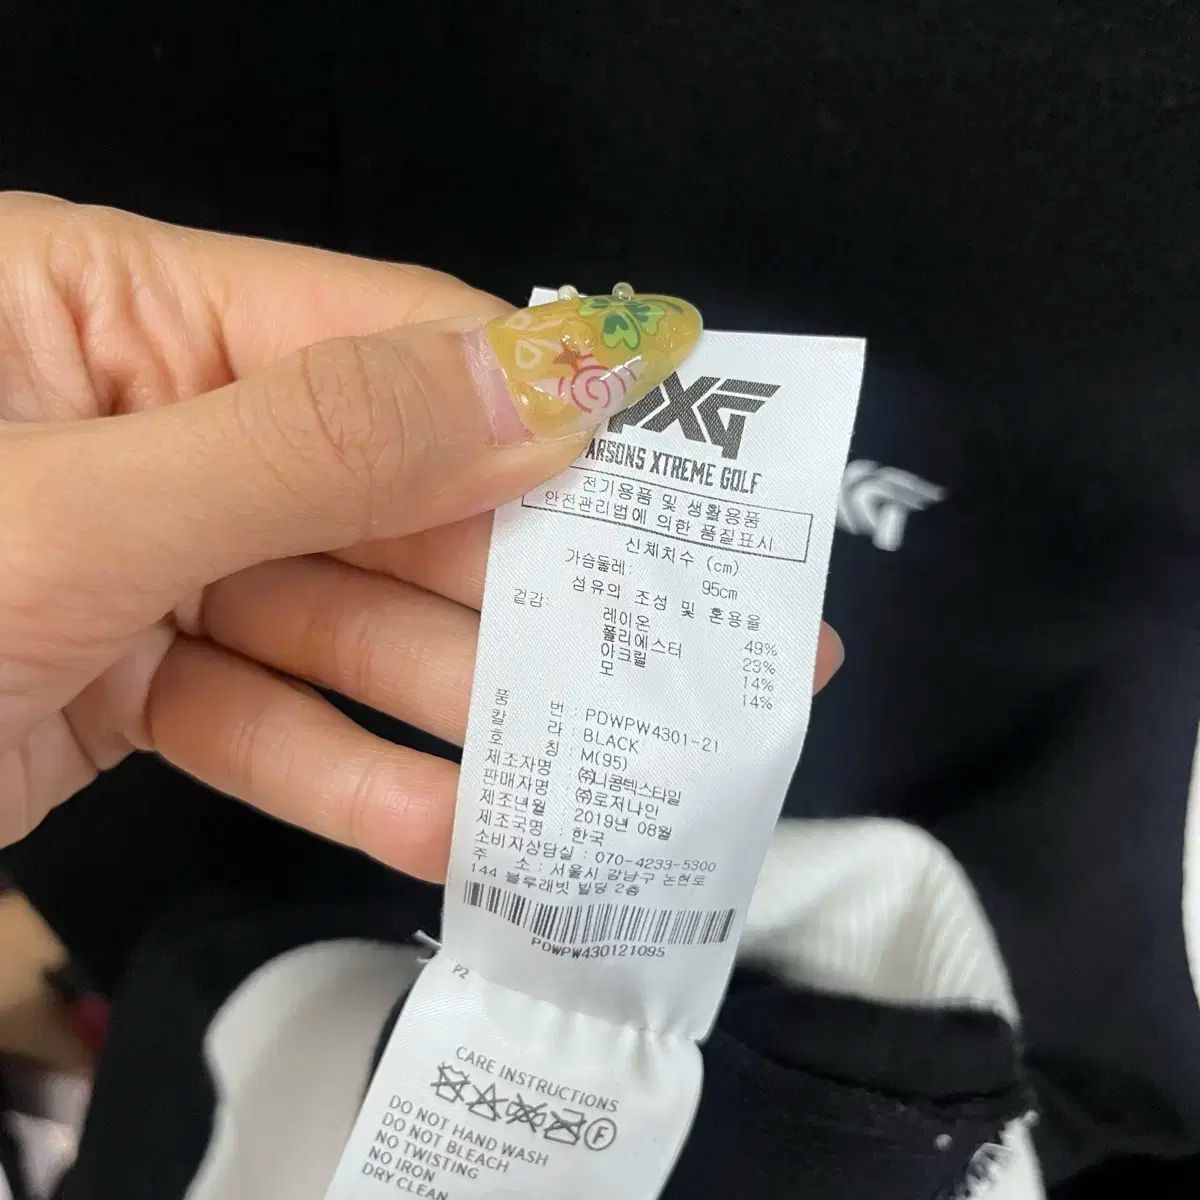 PXG
PARSONS XTREME GOLF
전기용품 및 생활용품
안전관리법에 의한 품질표시
신체치수 (cm)
가슴둘레: 95cm
섬유의 조성 및 혼용율
겉감:
레이온 49%
폴리에스터 23%
아크릴 14%
모 14%
품 번 : PDWPW4301-21
칼 라 : BLACK
호 칭 : M(95)
제조자명 : ㈜니콤텍스타일
판매자명 : ㈜로저나인
제조년월 : 2019년 08월
제조국명 : 한국
소비자상담실 : 070-4233-5300
주 소 : 서울시 강남구 논현로
144 블루래빗 빌딩 2층
PDWPW430121095
P2
CARE INSTRUCTIONS
F
DO NOT HAND WASH
DO NOT BLEACH
NO TWISTING
NO IRON
DRY CLEAN